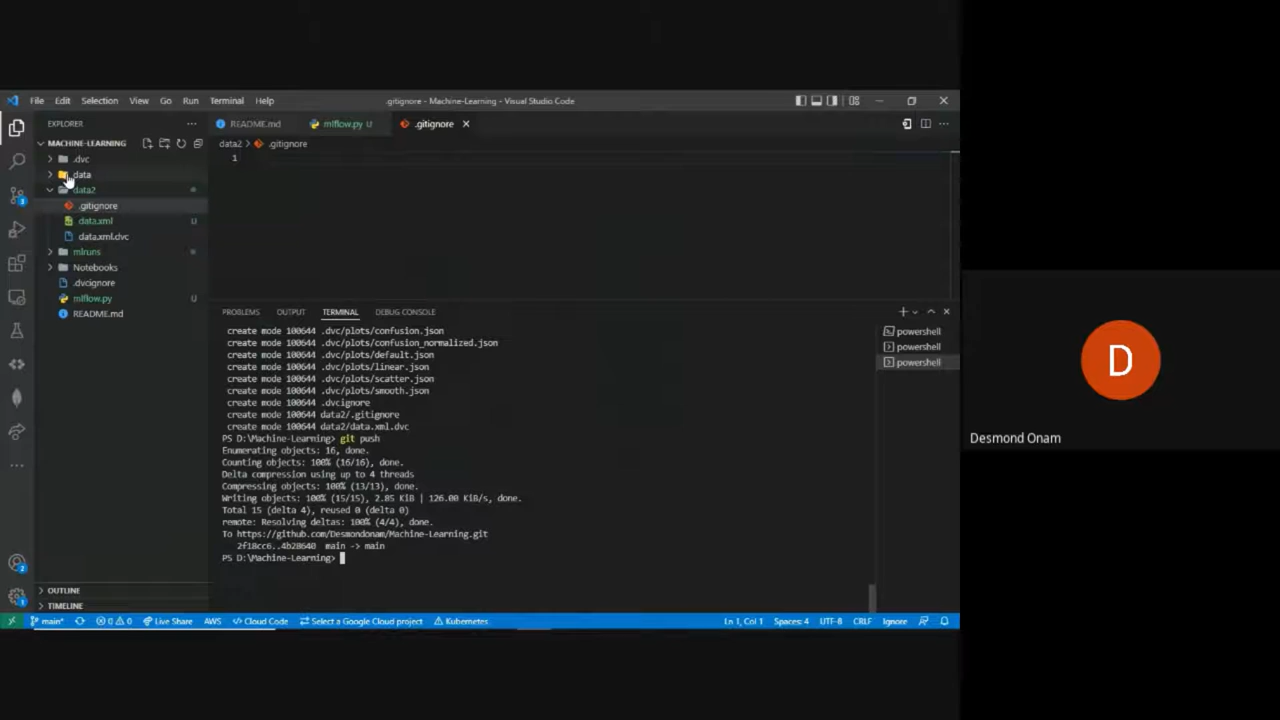 File Edit Selection View Go Run Terminal Help
.gitignore - Machine-Learning - Visual Studio Code
EXPLORER
MACHINE-LEARNING
.dvc
data
data2
.gitignore
data.xml U
data.xml.dvc
mlruns
Notebooks
.dvcignore
mlflow.py U
README.md
OUTLINE
TIMELINE
README.md mlflow.py U .gitignore
data2 > .gitignore
1
PROBLEMS OUTPUT TERMINAL DEBUG CONSOLE
create mode 100644 .dvc/plots/confusion.json
create mode 100644 .dvc/plots/confusion_normalized.json
create mode 100644 .dvc/plots/default.json
create mode 100644 .dvc/plots/linear.json
create mode 100644 .dvc/plots/scatter.json
create mode 100644 .dvc/plots/smooth.json
create mode 100644 .dvcignore
create mode 100644 data2/.gitignore
create mode 100644 data2/data.xml.dvc
PS D:\Machine-Learning> git push
Enumerating objects: 16, done.
Counting objects: 100% (16/16), done.
Delta compression using up to 4 threads
Compressing objects: 100% (13/13), done.
Writing objects: 100% (15/15), 2.85 KiB | 126.00 KiB/s, done.
Total 15 (delta 4), reused 0 (delta 0)
remote: Resolving deltas: 100% (4/4), done.
To https://github.com/Desmondonam/Machine-Learning.git
2f18cc6..4b28640 main -> main
PS D:\Machine-Learning>
powershell
powershell
powershell
main* 0 0 Live Share AWS Cloud Code Select a Google Cloud project Kubernetes
Ln 1, Col 1 Spaces: 4 UTF-8 CRLF Ignore
D
Desmond Onam